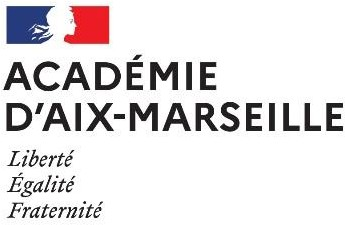 ACADÉMIE
D'AIX-MARSEILLE
Liberté
Égalité
Fraternité